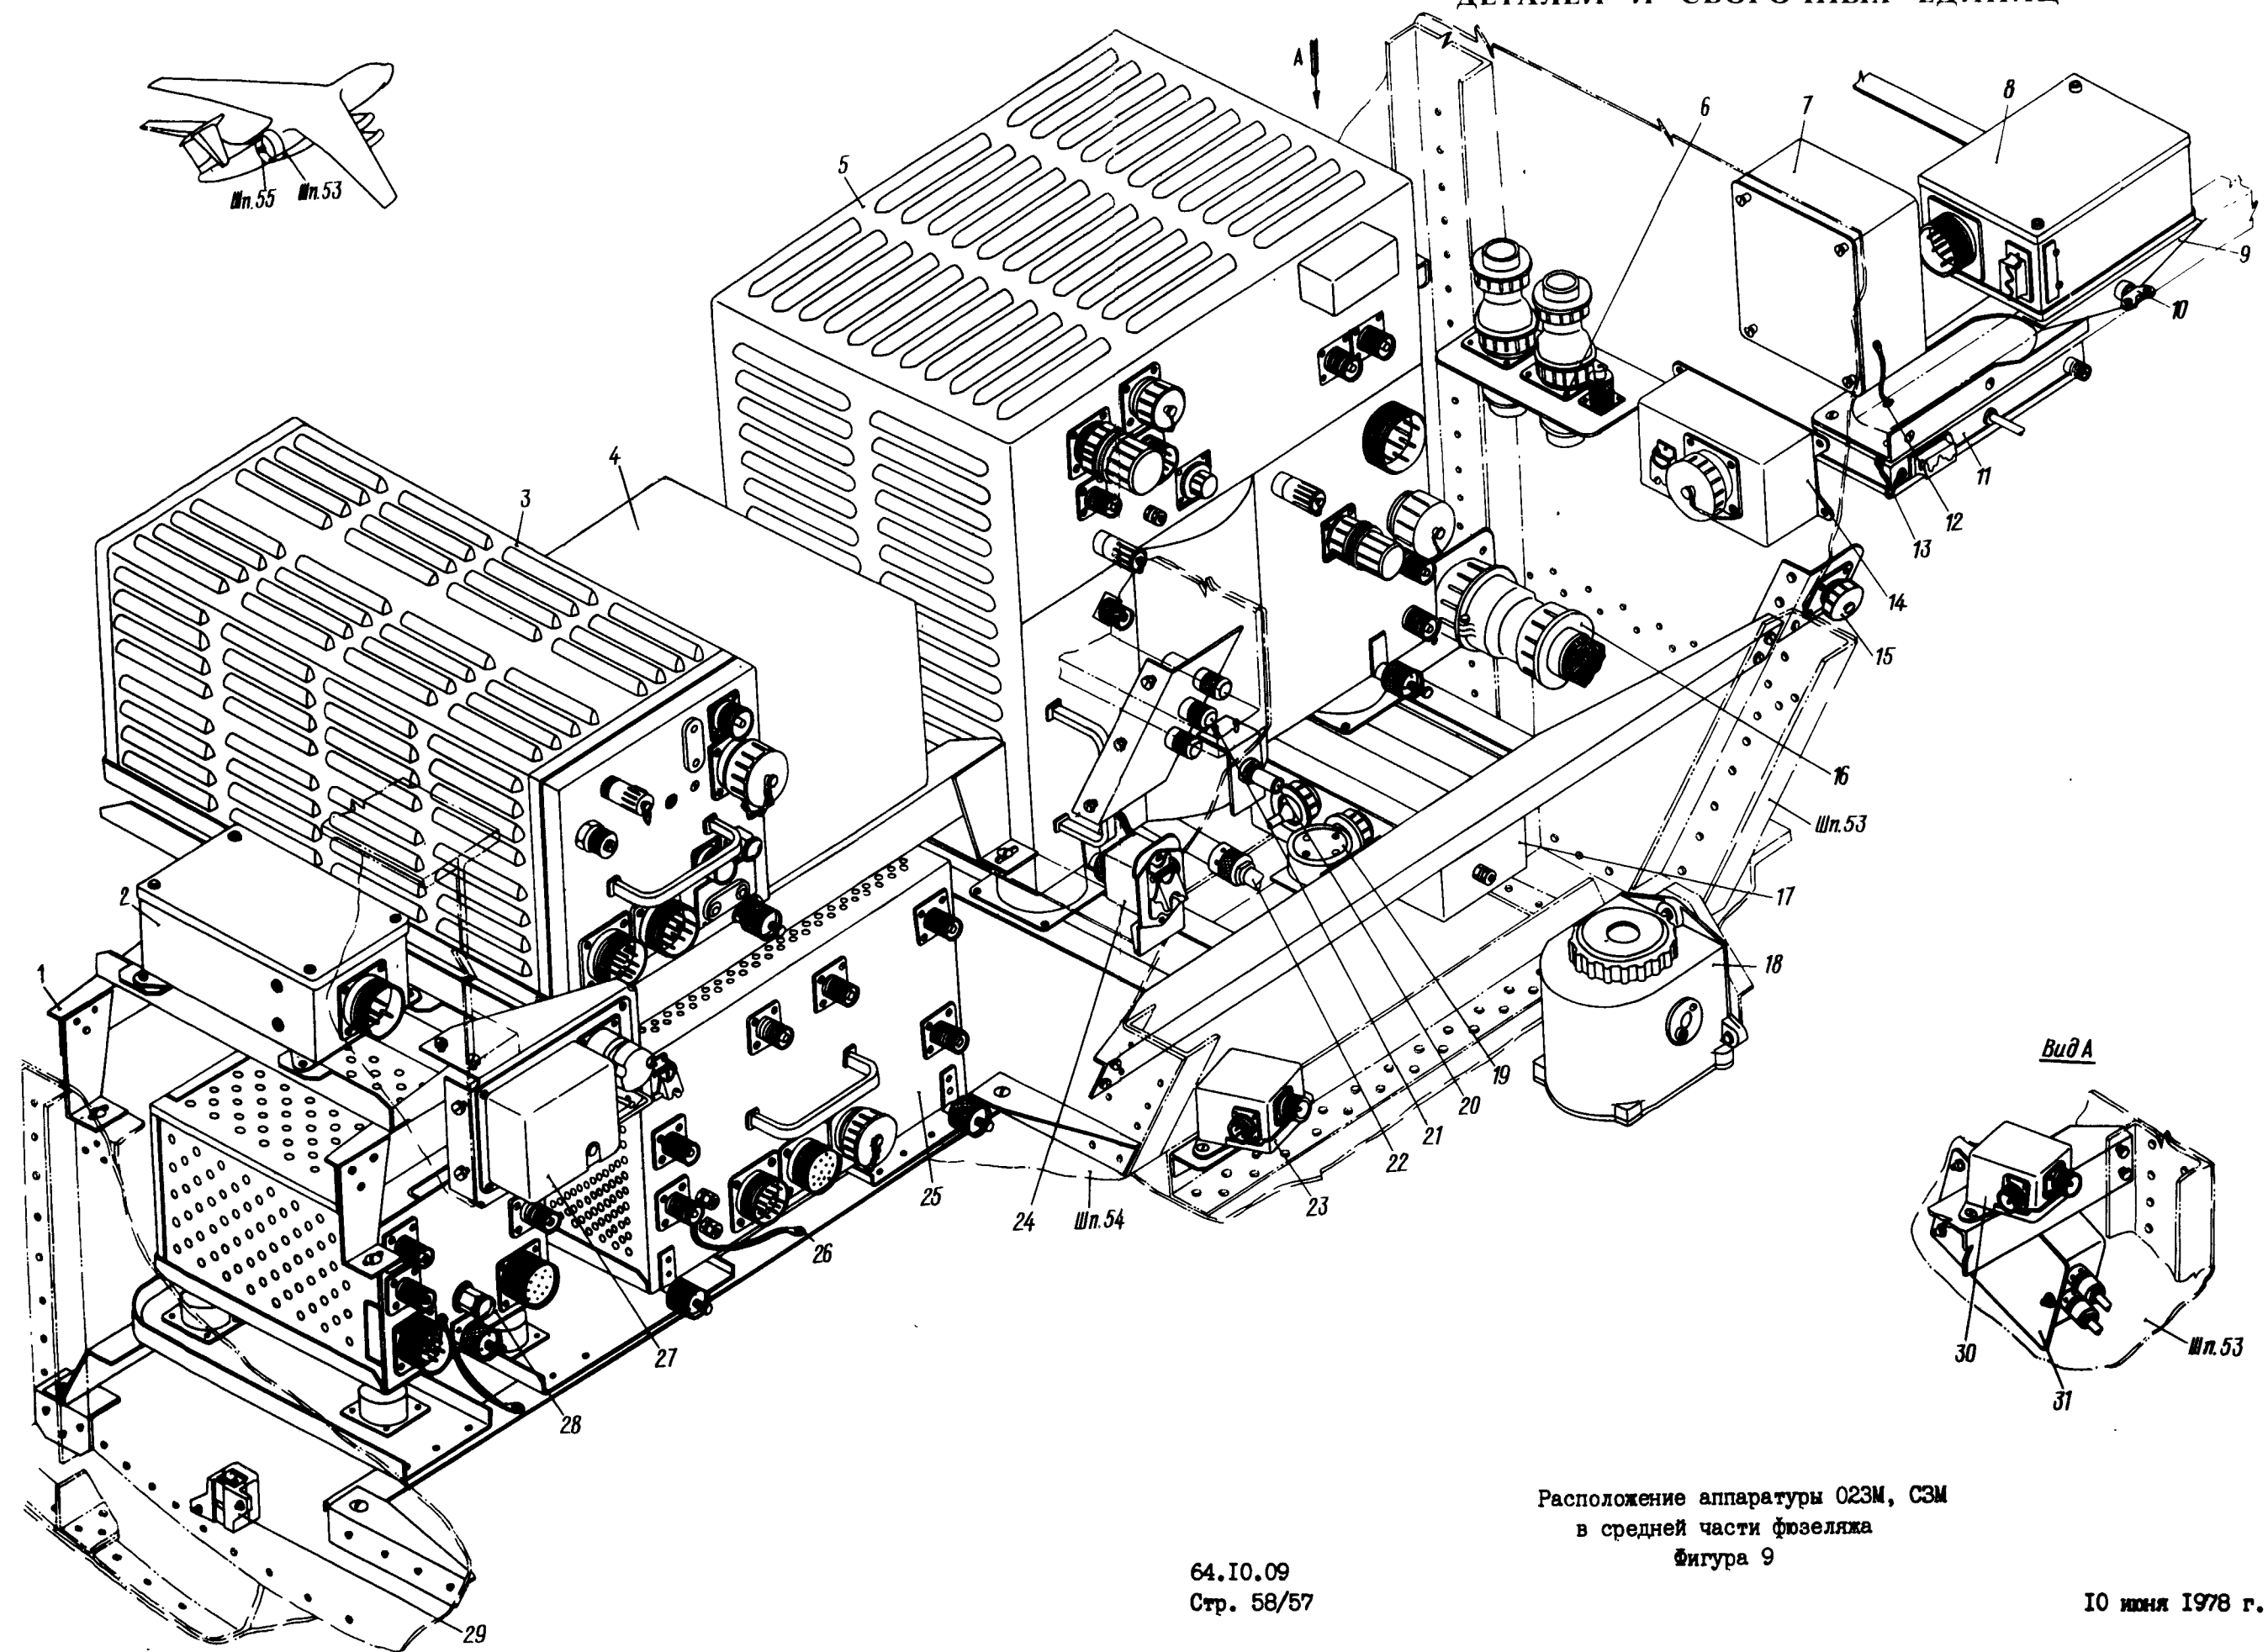 ДЕТАЛЕЙ И СБОРОЧНЫХ ЕДИНИЦ
А
Шп.55
Шп.53
1
2
3
4
5
6
7
8
9
10
11
12
13
14
15
16
Шп.53
17
18
19
20
21
22
23
Шп.54
24
25
26
27
28
29
Вид А
30
31
Шп.53
Расположение аппаратуры 023М, СЗМ
в средней части фюзеляжа
Фигура 9
64.10.09
Стр. 58/57
10 июня 1978 г.